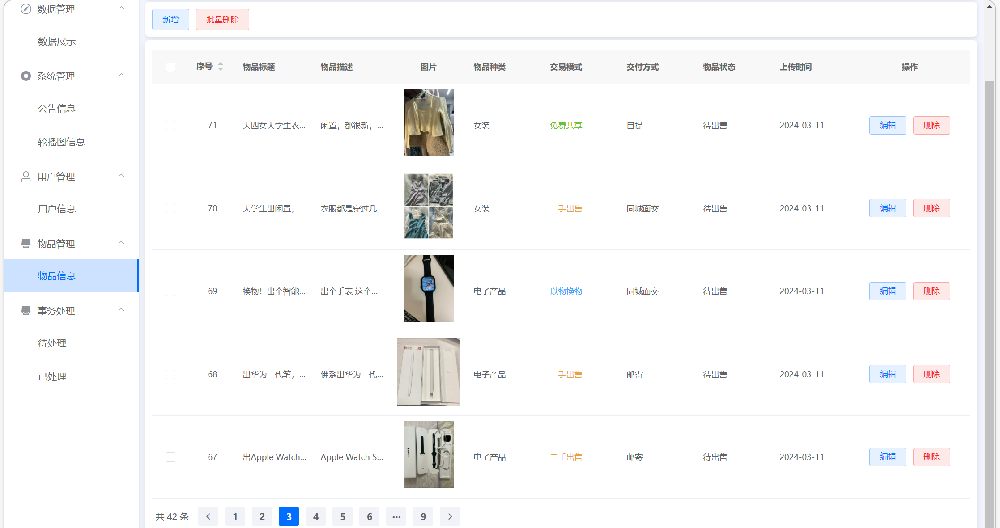 数据管理
数据展示
系统管理
公告信息
轮播图信息
用户管理
用户信息
物品管理
物品信息
事务处理
待处理
已处理
新增 批量删除
序号 物品标题 物品描述 图片 物品种类 交易模式 交付方式 物品状态 上传时间 操作
71 大四女大学生衣... 闲置，都很新，... 女装 免费共享 自提 待出售 2024-03-11 编辑 删除
70 大学生出闲置，... 衣服都是穿过几... 女装 二手出售 同城面交 待出售 2024-03-11 编辑 删除
69 换物！出个智能... 出个手表 这个... 电子产品 以物换物 同城面交 待出售 2024-03-11 编辑 删除
68 出华为二代笔，... 佛系出华为二代... 电子产品 二手出售 邮寄 待出售 2024-03-11 编辑 删除
67 出Apple Watch... Apple Watch S... 电子产品 二手出售 邮寄 待出售 2024-03-11 编辑 删除
共 42 条 1 2 3 4 5 6 ... 9